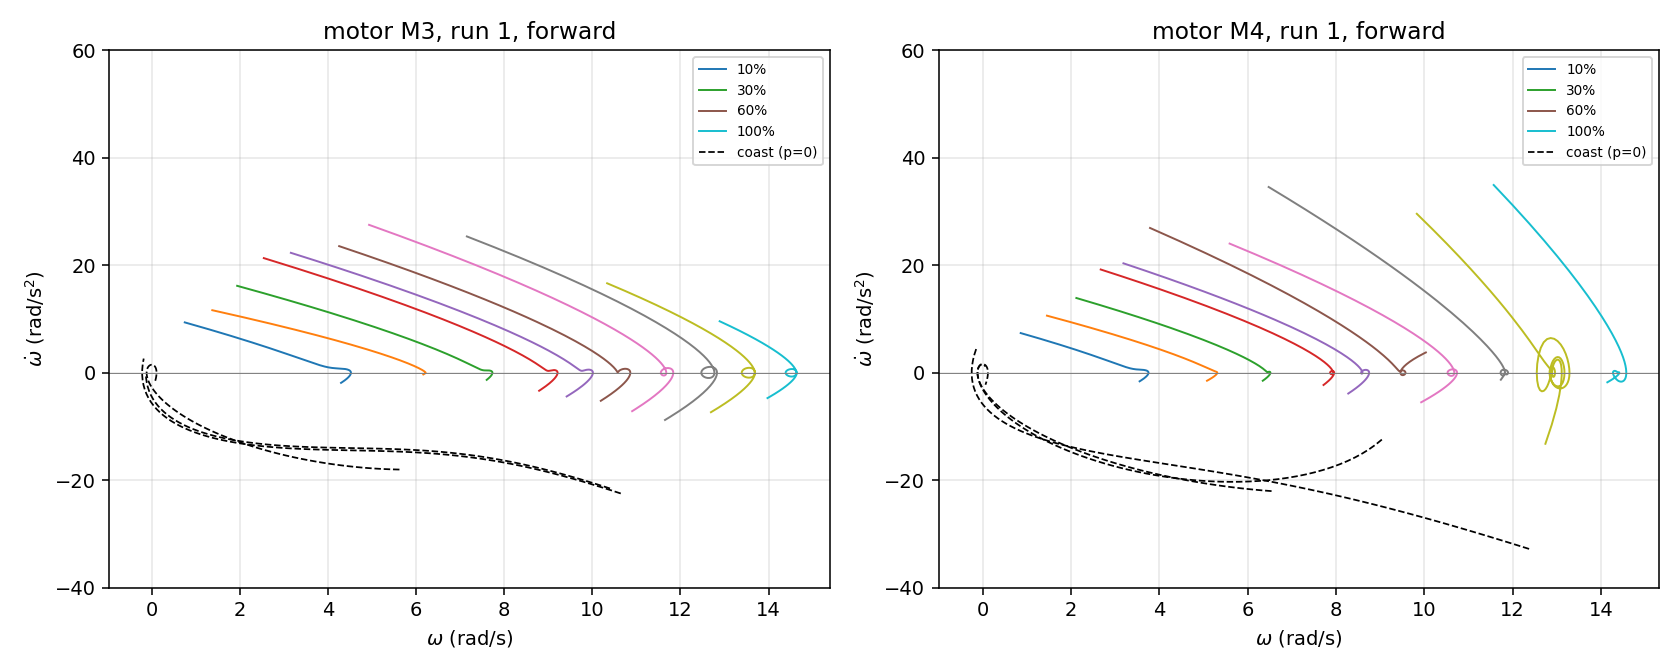 motor M3, run 1, forward
60
40
20
0
−20
−40
0 2 4 6 8 10 12 14
ω̇ (rad/s²)
ω (rad/s)
10%
30%
60%
100%
coast (p=0)
motor M4, run 1, forward
60
40
20
0
−20
−40
0 2 4 6 8 10 12 14
ω̇ (rad/s²)
ω (rad/s)
10%
30%
60%
100%
coast (p=0)